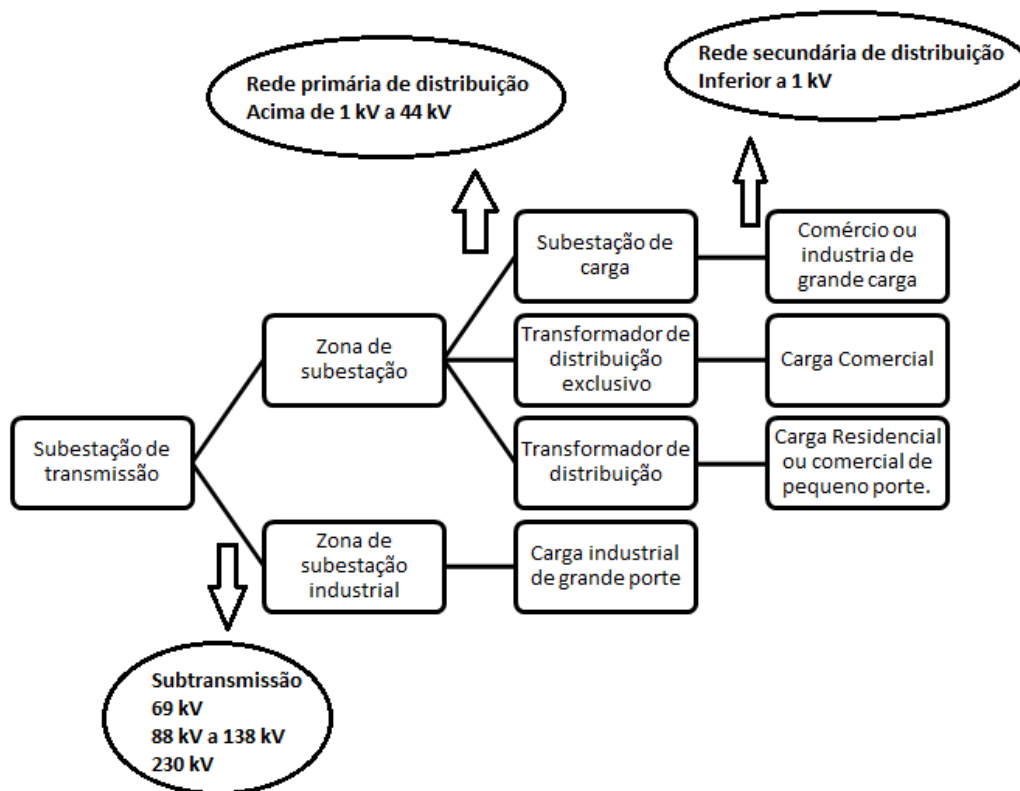 Rede primária de distribuição
Acima de 1 kV a 44 kV
Rede secundária de distribuição
Inferior a 1 kV
Subestação de
carga
Comércio ou
industria de
grande carga
Zona de
subestação
Transformador de
distribuição
exclusivo
Carga Comercial
Subestação de
transmissão
Transformador de
distribuição
Carga Residencial
ou comercial de
pequeno porte.
Zona de
subestação
industrial
Carga industrial
de grande porte
Subtransmissão
69 kV
88 kV a 138 kV
230 kV